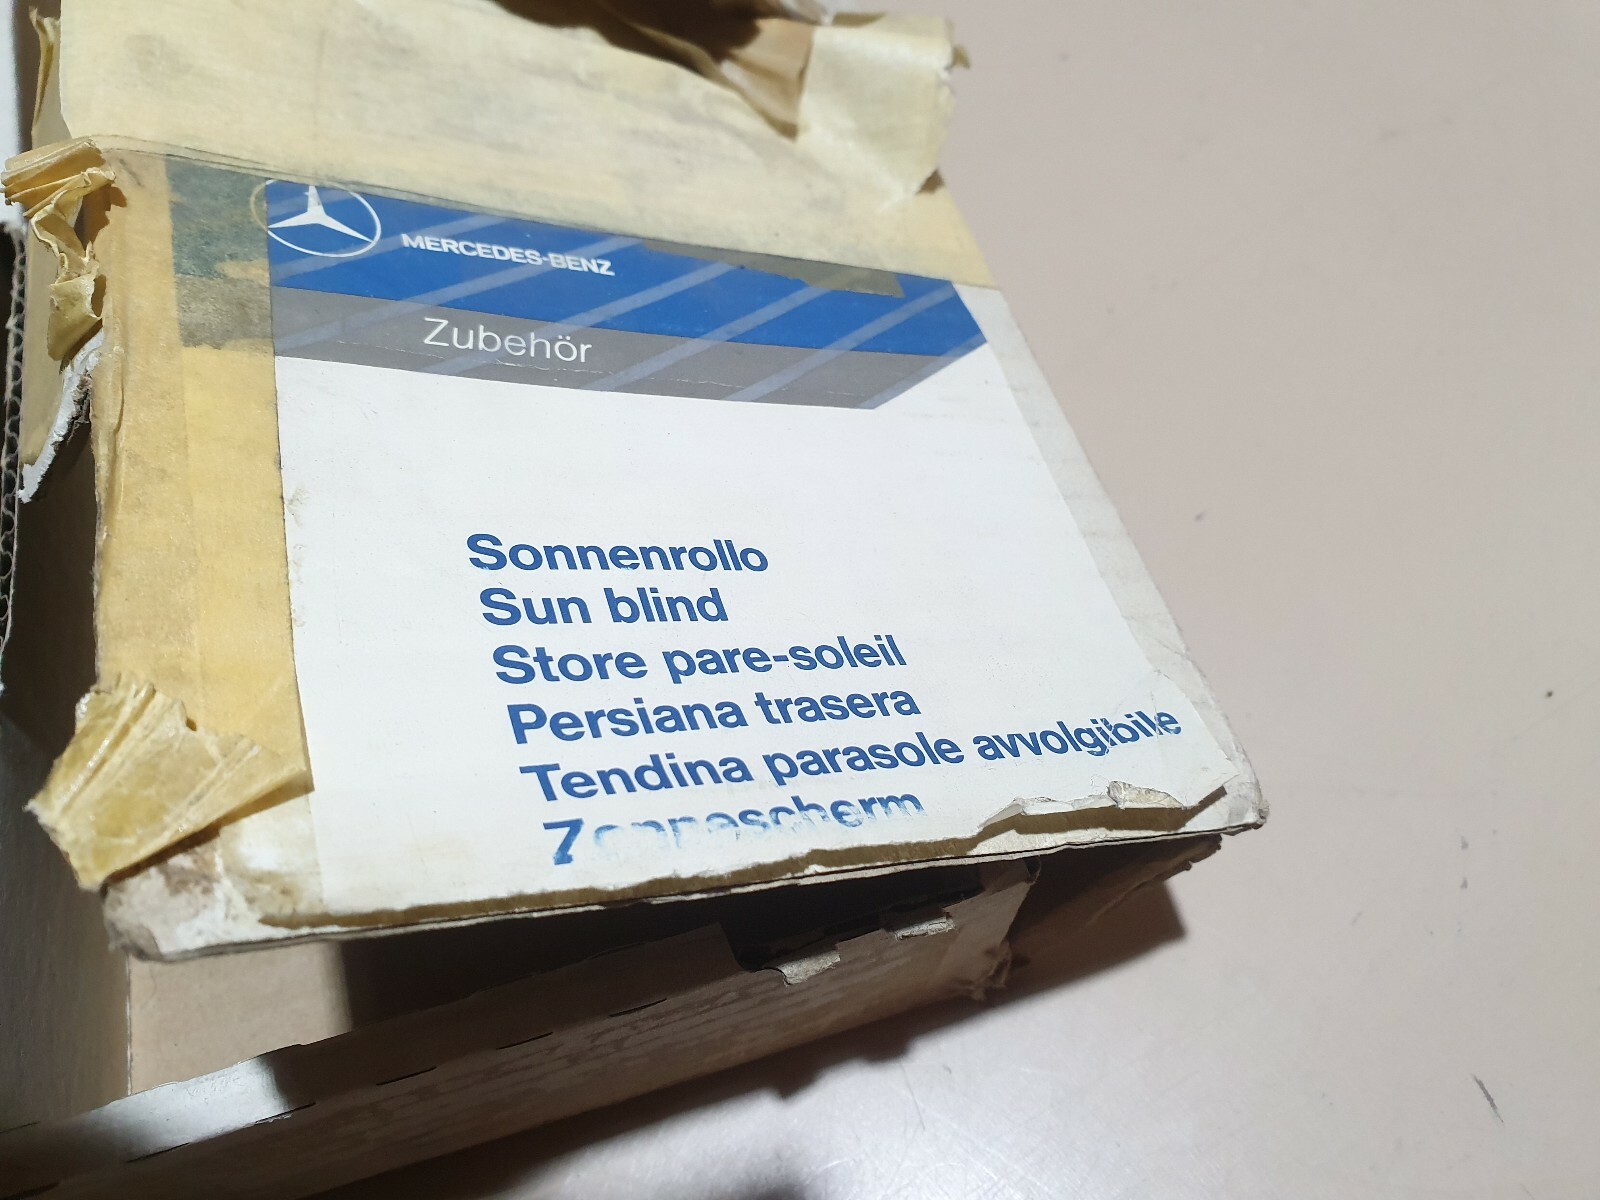 MERCEDES-BENZ
Zubehör
Sonnenrollo
Sun blind
Store pare-soleil
Persiana trasera
Tendina parasole avvolgibile